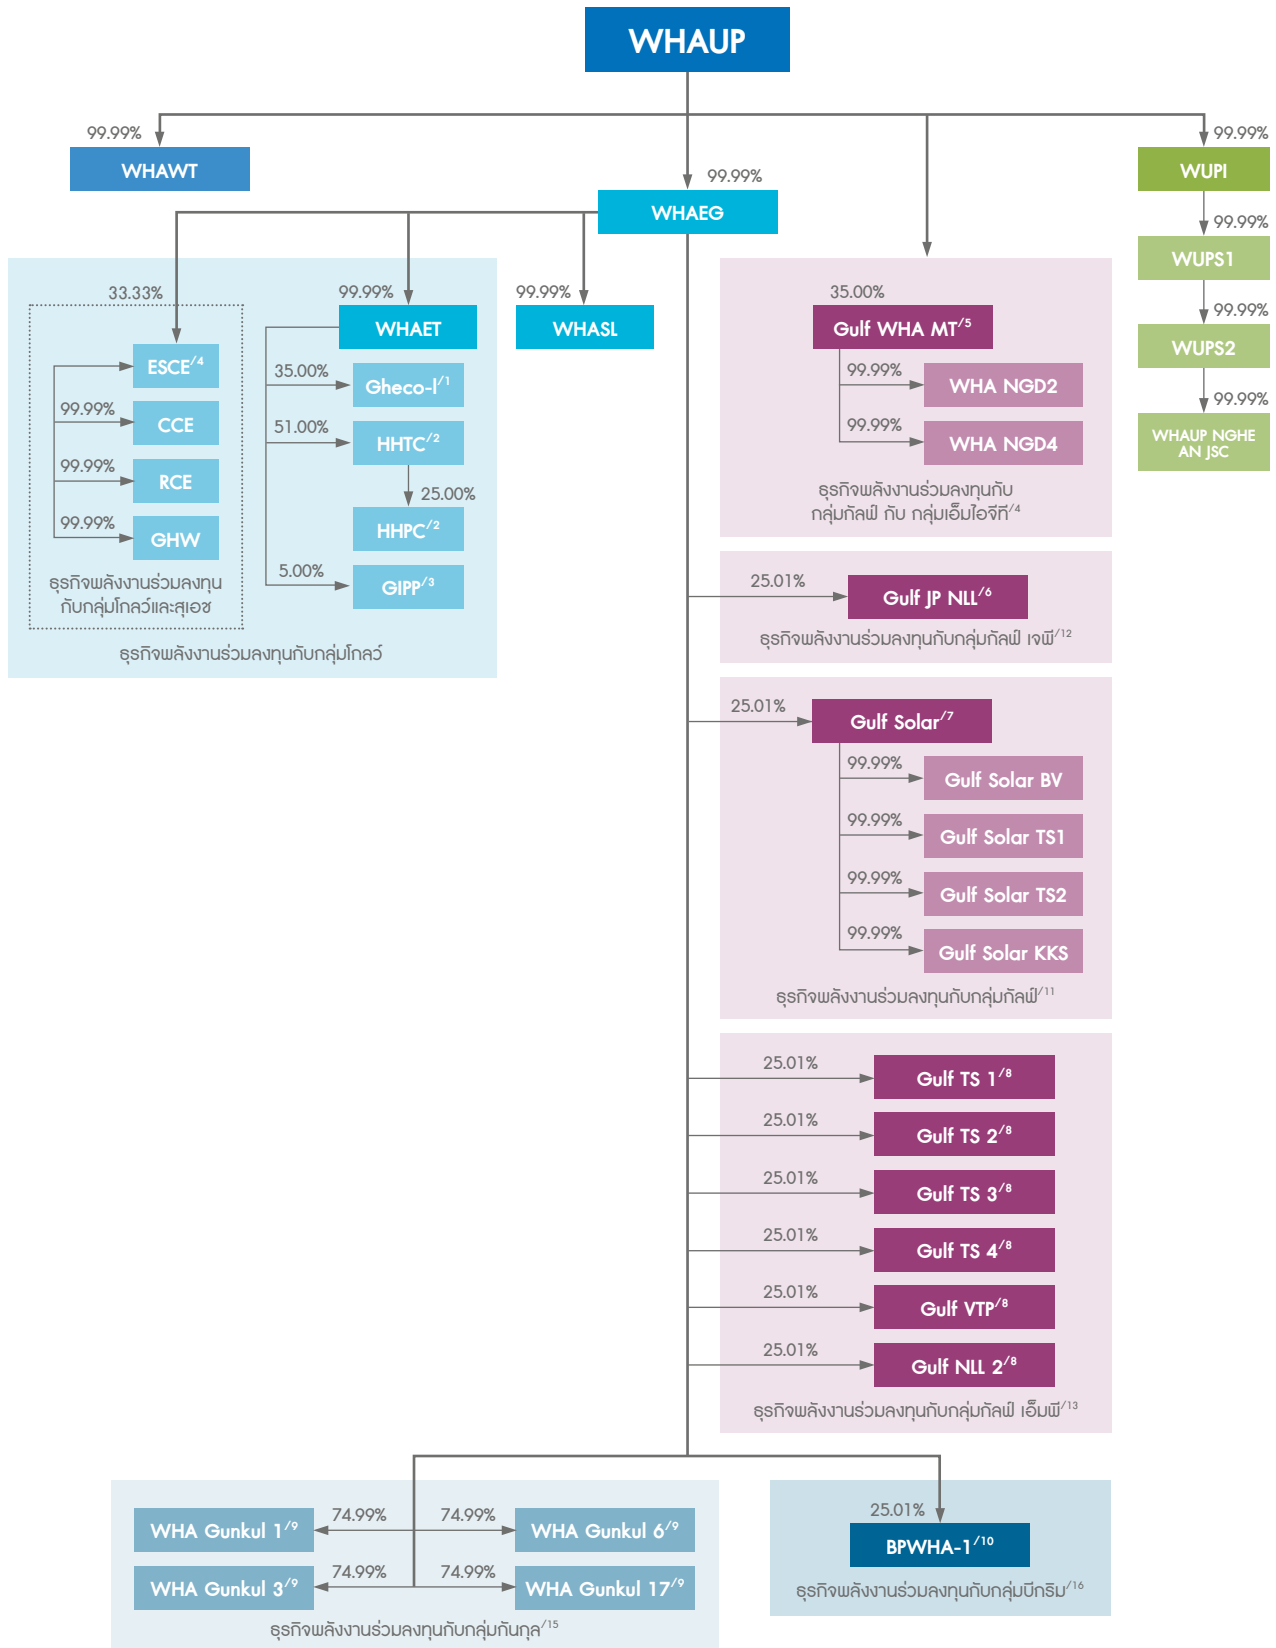 WHAUP
99.99%
WHAWT
99.99%
WHAEG
99.99%
WUPI
99.99%
WUPS1
99.99%
WUPS2
99.99%
WHAUP NGHE
AN JSC
33.33%
ESCE/4
99.99%
CCE
99.99%
RCE
99.99%
GHW
ธุรกิจพลังงานร่วมลงทุน
กับกลุ่มโกลว์และสุเอซ
99.99%
WHAET
35.00%
Gheco-I/1
51.00%
HHTC/2
25.00%
HHPC/2
5.00%
GIPP/3
ธุรกิจพลังงานร่วมลงทุนกับกลุ่มโกลว์
99.99%
WHASL
35.00%
Gulf WHA MT/5
99.99%
WHA NGD2
99.99%
WHA NGD4
ธุรกิจพลังงานร่วมลงทุนกับ
กลุ่มกัลฟ์ กับ กลุ่มเอ็มไอจีที/4
25.01%
Gulf JP NLL/6
ธุรกิจพลังงานร่วมลงทุนกับกลุ่มกัลฟ์ เจพี/12
25.01%
Gulf Solar/7
99.99%
Gulf Solar BV
99.99%
Gulf Solar TS1
99.99%
Gulf Solar TS2
99.99%
Gulf Solar KKS
ธุรกิจพลังงานร่วมลงทุนกับกลุ่มกัลฟ์/11
25.01%
Gulf TS 1/8
25.01%
Gulf TS 2/8
25.01%
Gulf TS 3/8
25.01%
Gulf TS 4/8
25.01%
Gulf VTP/8
25.01%
Gulf NLL 2/8
ธุรกิจพลังงานร่วมลงทุนกับกลุ่มกัลฟ์ เอ็มพี/13
WHA Gunkul 1/9 74.99% 74.99% WHA Gunkul 6/9
WHA Gunkul 3/9 74.99% 74.99% WHA Gunkul 17/9
ธุรกิจพลังงานร่วมลงทุนกับกลุ่มกันกุล/15
25.01%
BPWHA-1/10
ธุรกิจพลังงานร่วมลงทุนกับกลุ่มบีกริม/16